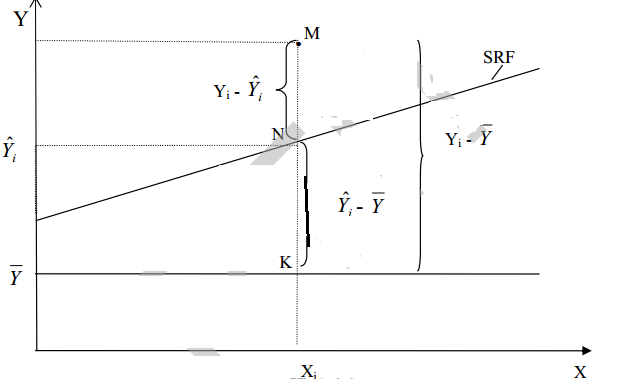 Y
M
SRF
Yᵢ - Ŷᵢ
N
Ŷᵢ
Yᵢ - Y̅
Ŷᵢ - Y̅
K
Y̅
Xᵢ
X